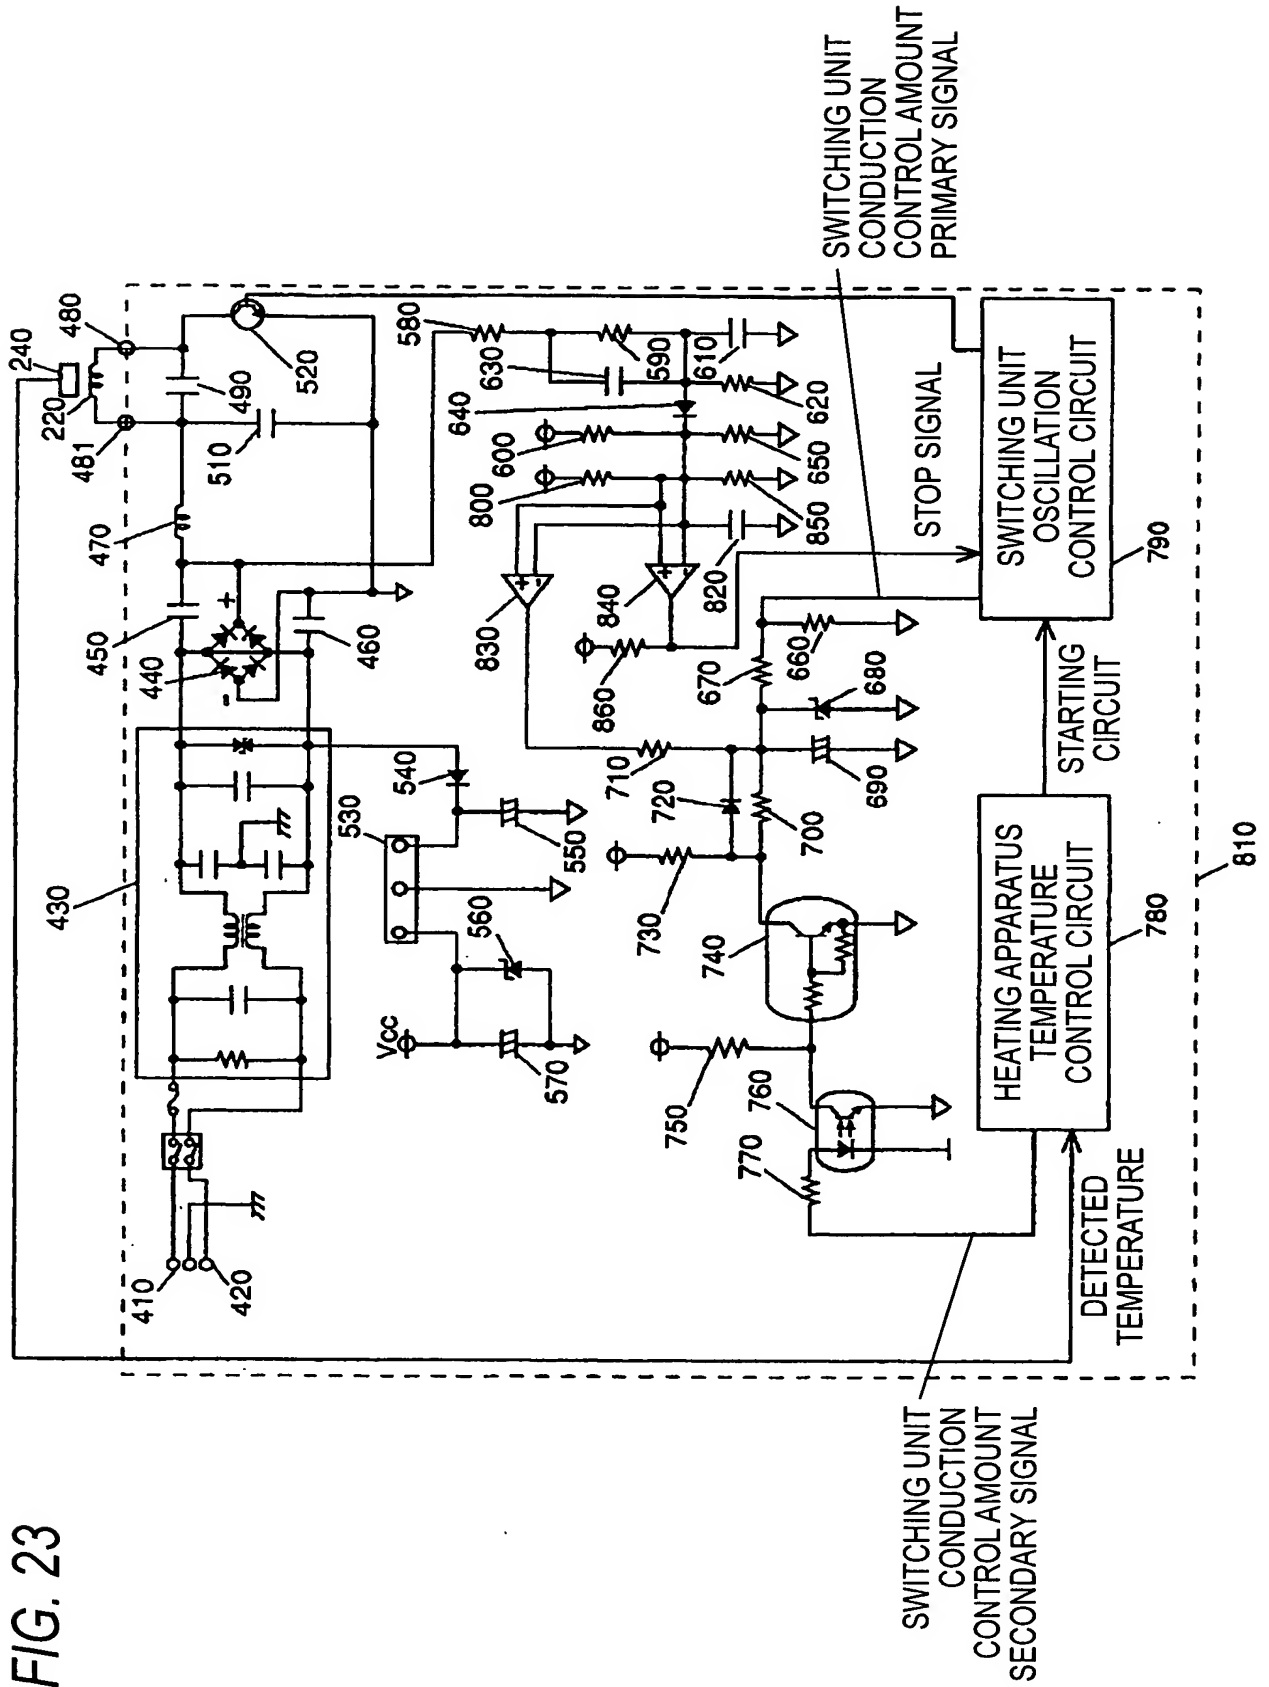 FIG. 23
240
220
480
481
490
510
520
470
450
440
460
+
-
430
410
420
530
540
550
560
570
Vcc
580
590
610
630
640
620
600
650
800
850
820
830
+
-
840
+
-
860
670
660
680
690
710
720
700
730
740
750
760
770
STOP SIGNAL
SWITCHING UNIT
CONDUCTION
CONTROL AMOUNT
PRIMARY SIGNAL
SWITCHING UNIT
OSCILLATION
CONTROL CIRCUIT
790
STARTING
CIRCUIT
HEATING APPARATUS
TEMPERATURE
CONTROL CIRCUIT
780
810
DETECTED
TEMPERATURE
SWITCHING UNIT
CONDUCTION
CONTROL AMOUNT
SECONDARY SIGNAL